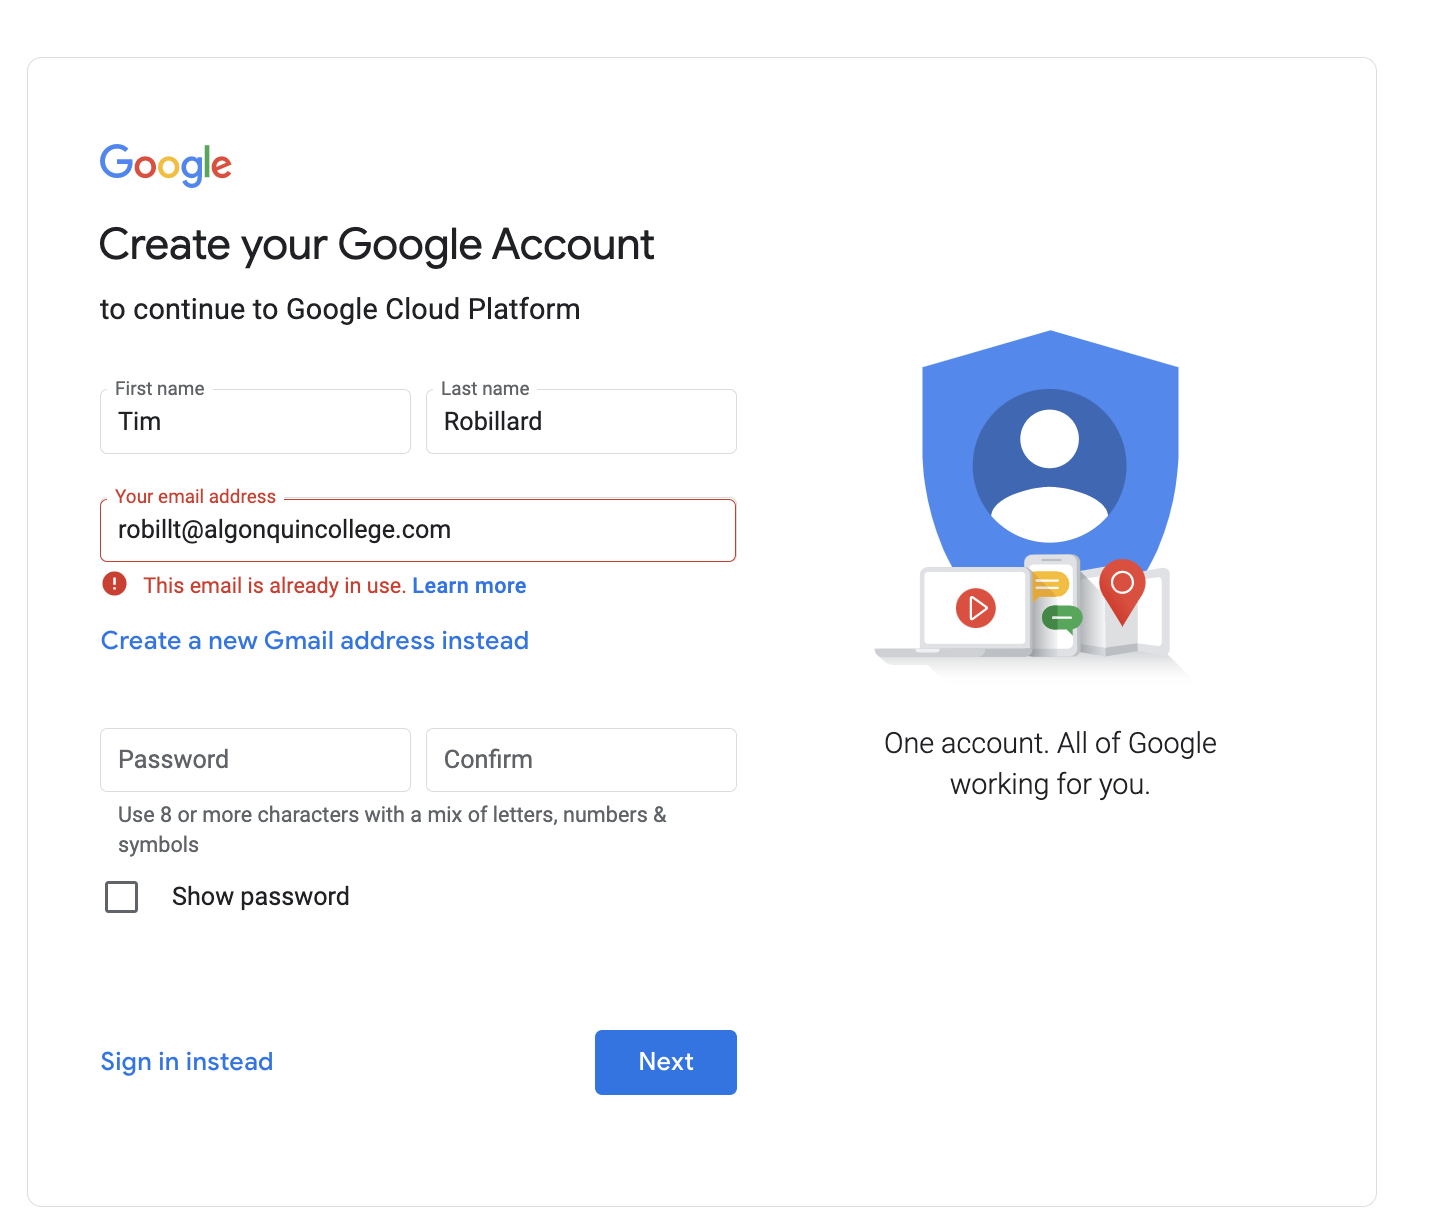 Google
Create your Google Account
to continue to Google Cloud Platform
First name
Tim
Last name
Robillard
Your email address
robillt@algonquincollege.com
This email is already in use. Learn more
Create a new Gmail address instead
Password
Confirm
Use 8 or more characters with a mix of letters, numbers &
symbols
Show password
Sign in instead
Next
One account. All of Google
working for you.